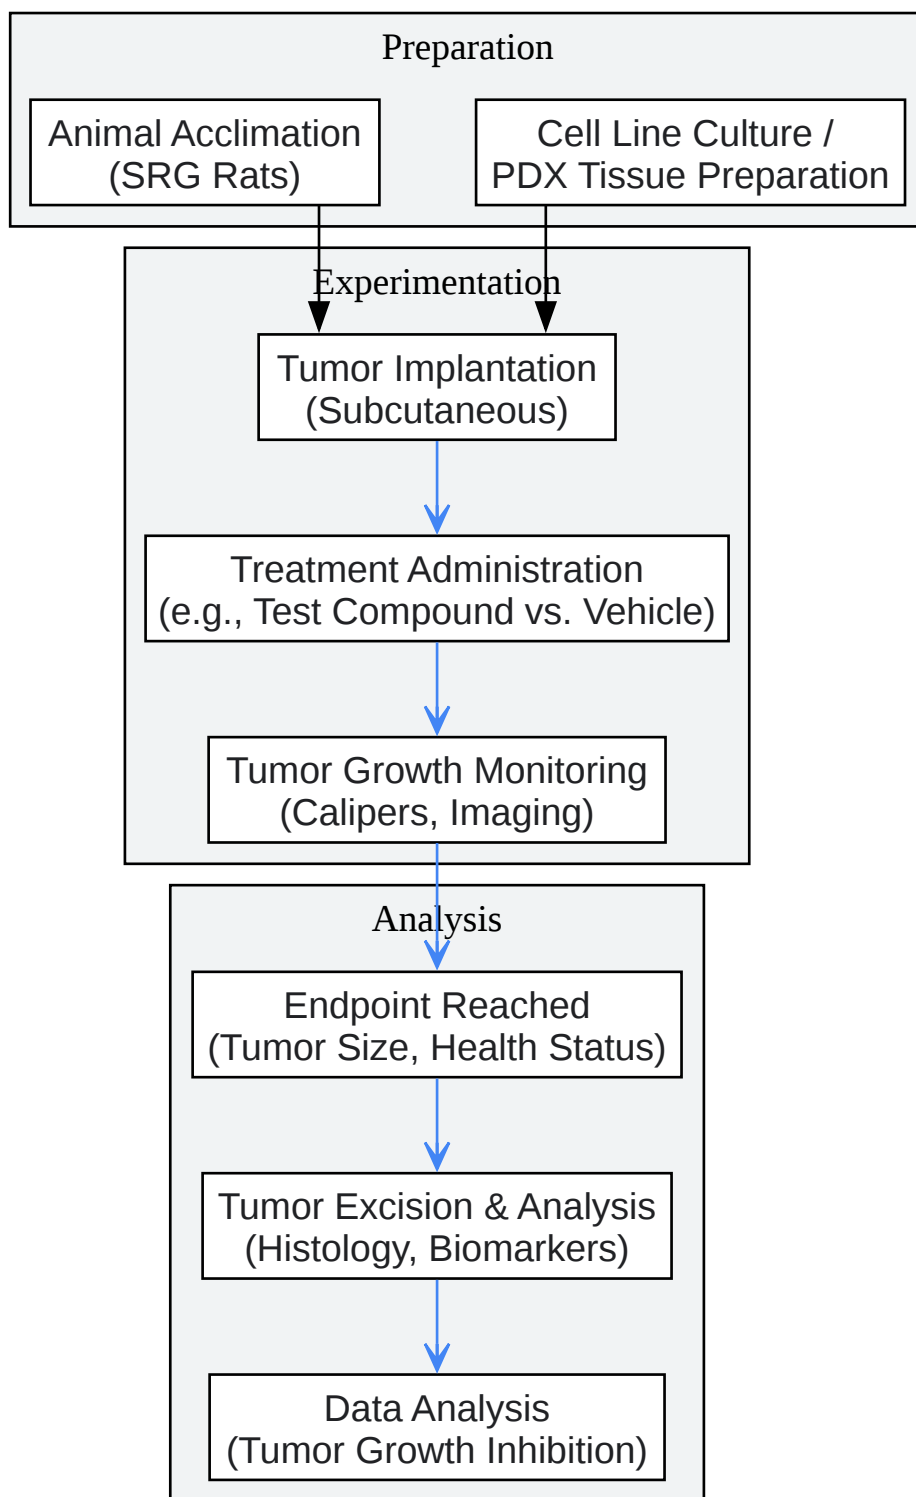 Preparation
Animal Acclimation
(SRG Rats)
Cell Line Culture /
PDX Tissue Preparation
Experimentation
Tumor Implantation
(Subcutaneous)
Treatment Administration
(e.g., Test Compound vs. Vehicle)
Tumor Growth Monitoring
(Calipers, Imaging)
Analysis
Endpoint Reached
(Tumor Size, Health Status)
Tumor Excision & Analysis
(Histology, Biomarkers)
Data Analysis
(Tumor Growth Inhibition)